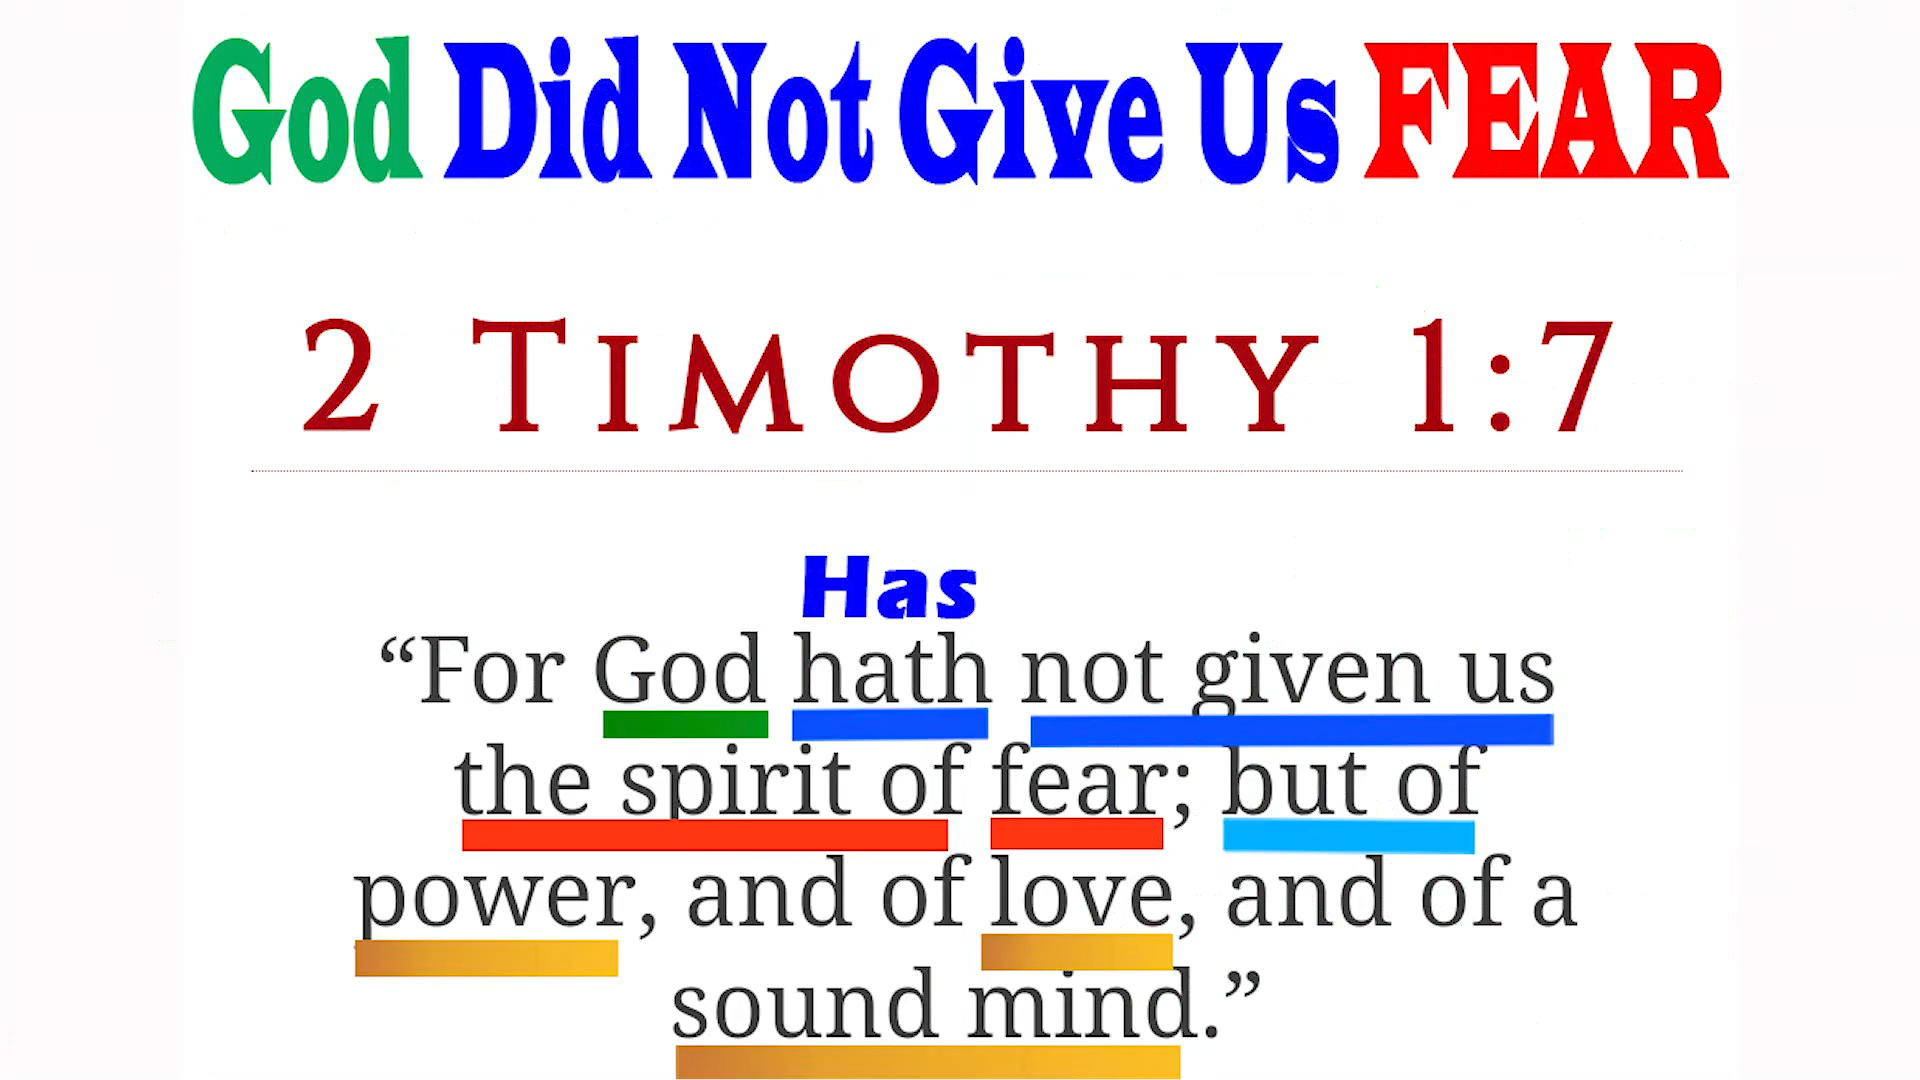 God Did Not Give Us FEAR
2 TIMOTHY 1:7
Has
“For God hath not given us
the spirit of fear; but of
power, and of love, and of a
sound mind.”